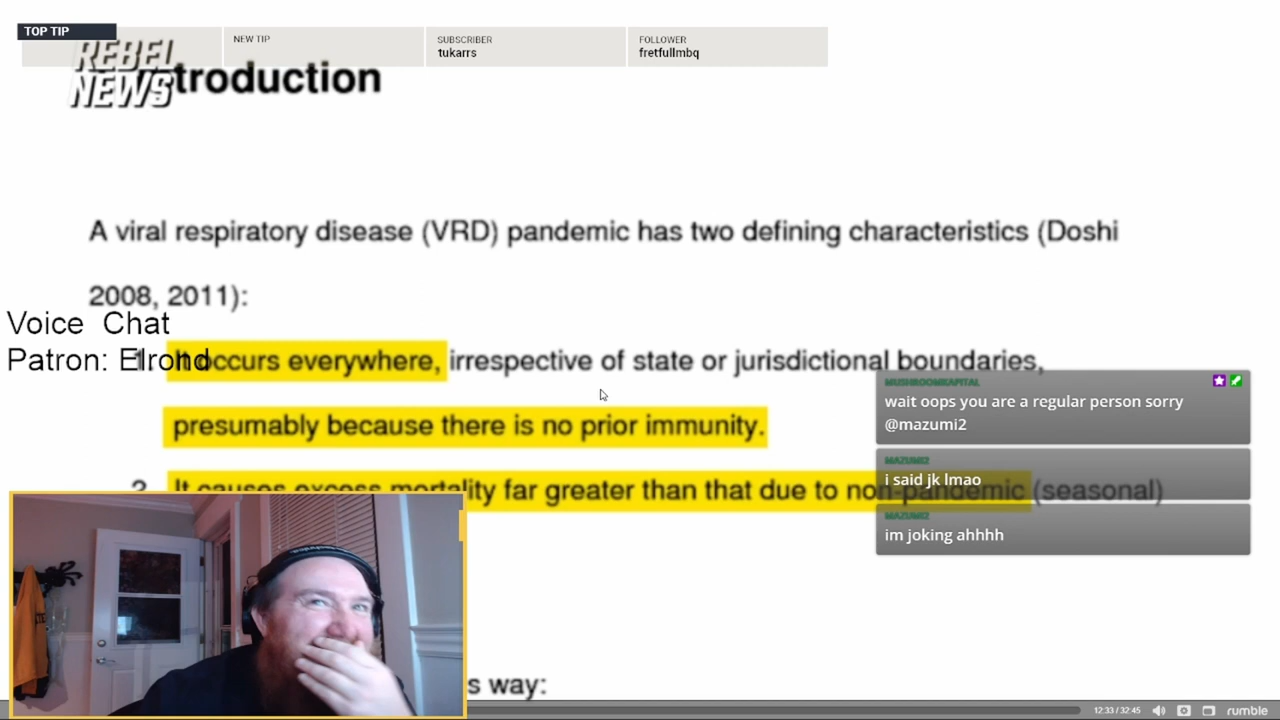 TOP TIP
NEW TIP
SUBSCRIBER
tukarrs
FOLLOWER
fretfullmbq
REBEL
NEWS
troduction
A viral respiratory disease (VRD) pandemic has two defining characteristics (Doshi
2008, 2011):
Voice Chat
Patron: Elrond
It occurs everywhere, irrespective of state or jurisdictional boundaries,
presumably because there is no prior immunity.
2. It causes excess mortality far greater than that due to non-pandemic (seasonal)
s way:
MUSHROOMKAPITAL
wait oops you are a regular person sorry
@mazumi2
MAZUMI2
i said jk lmao
MAZUMI2
im joking ahhhh
12:33 / 32:45
rumble